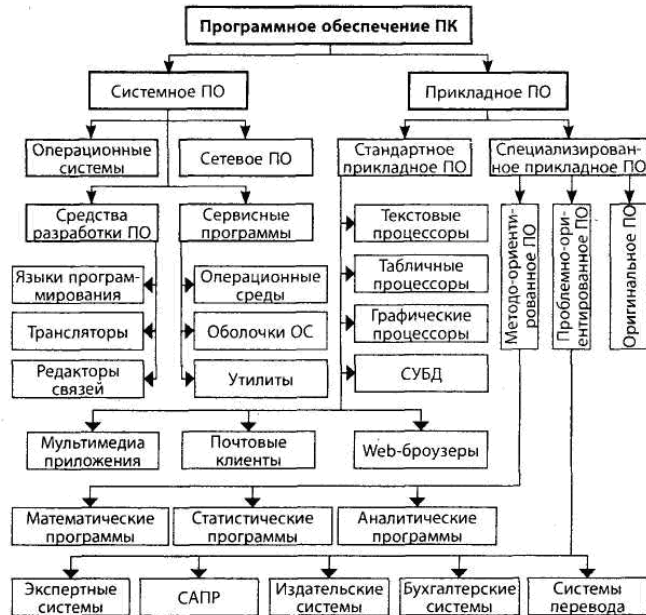 Программное обеспечение ПК
Системное ПО
Прикладное ПО
Операционные
системы
Сетевое ПО
Стандартное
прикладное ПО
Специализирован-
ное прикладное ПО
Средства
разработки ПО
Сервисные
программы
Текстовые
процессоры
Методо-ориенти-
рованное ПО
Проблемно-ори-
ентированное ПО
Оригинальное ПО
Языки програм-
мирования
Операционные
среды
Табличные
процессоры
Трансляторы
Оболочки ОС
Графические
процессоры
Редакторы
связей
Утилиты
СУБД
Мультимедиа
приложения
Почтовые
клиенты
Web-броузеры
Математические
программы
Статистические
программы
Аналитические
программы
Экспертные
системы
САПР
Издательские
системы
Бухгалтерские
системы
Системы
перевода